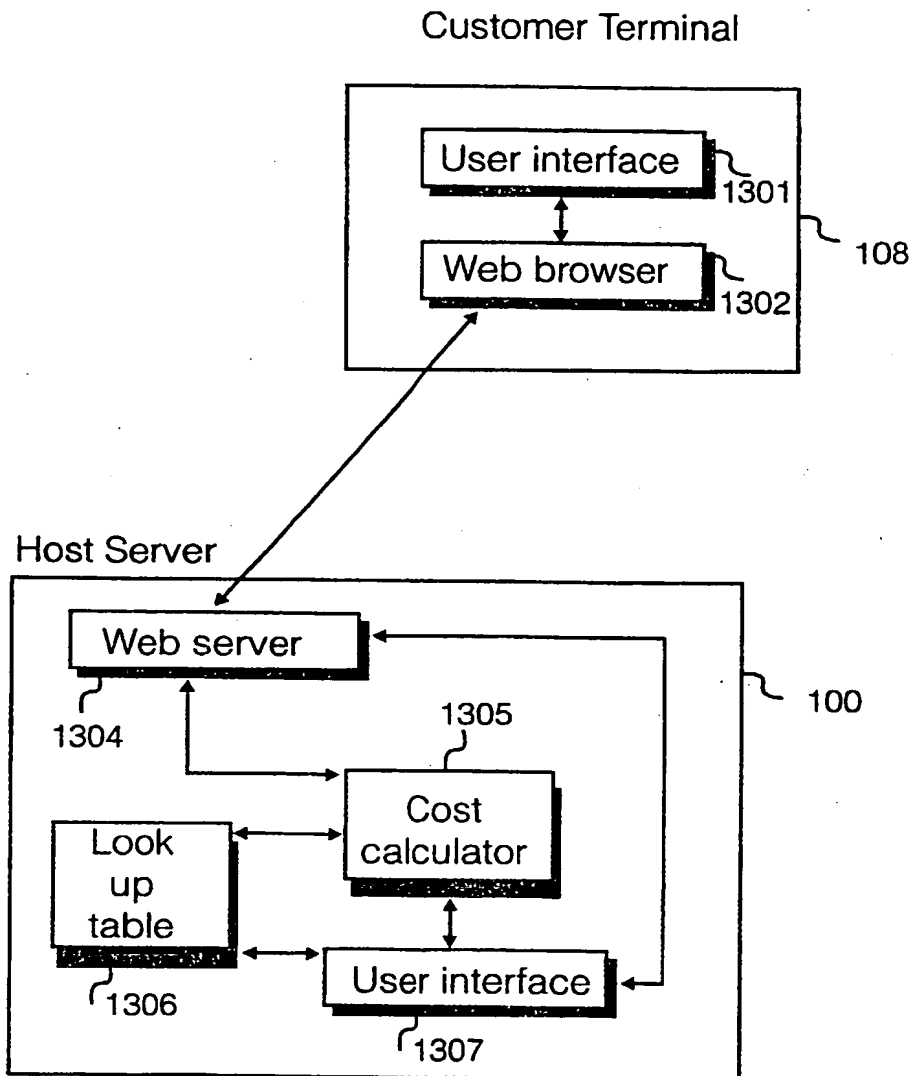 Customer Terminal
User interface
1301
Web browser
1302
108
Host Server
Web server
1304
100
1305
Cost
calculator
Look
up
table
1306
User interface
1307